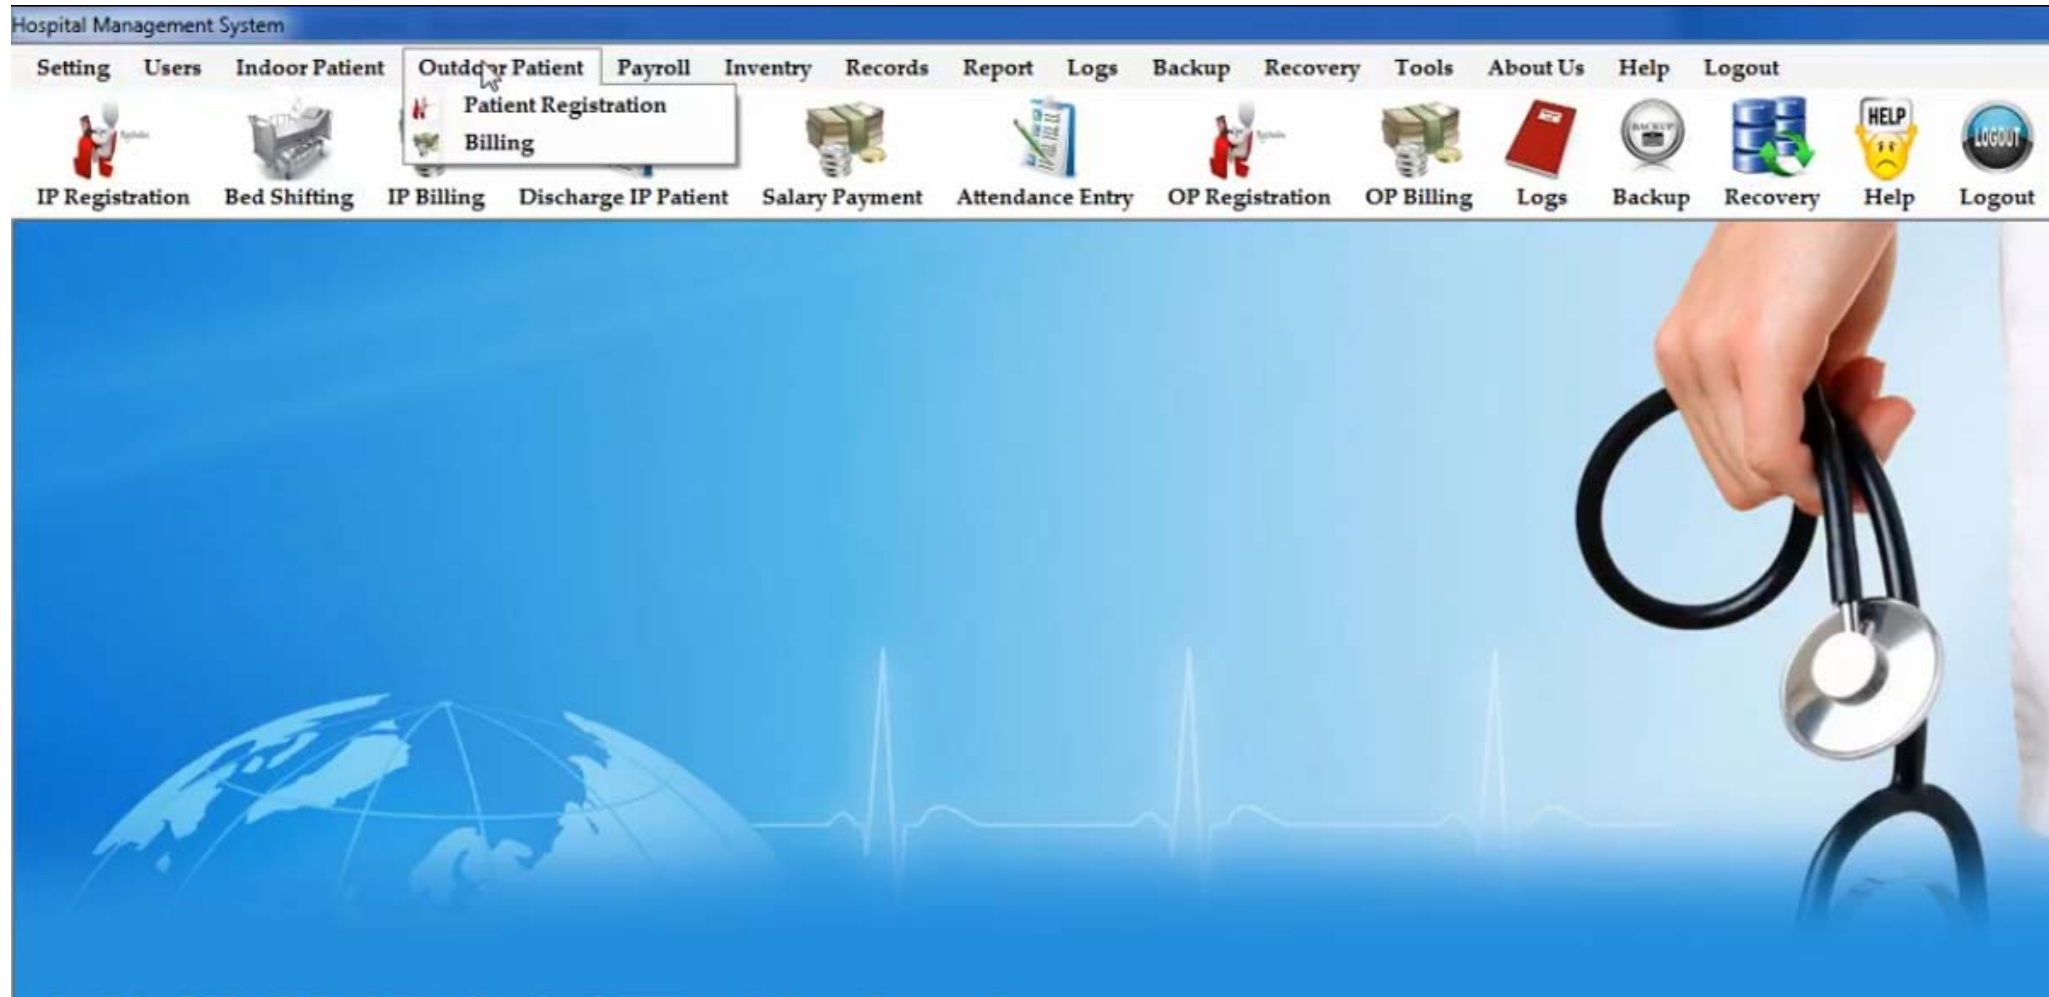 Hospital Management System
Setting Users Indoor Patient Outdoor Patient Payroll Inventry Records Report Logs Backup Recovery Tools About Us Help Logout
Patient Registration
Billing
BACKUP HELP LOGOUT
IP Registration Bed Shifting IP Billing Discharge IP Patient Salary Payment Attendance Entry OP Registration OP Billing Logs Backup Recovery Help Logout